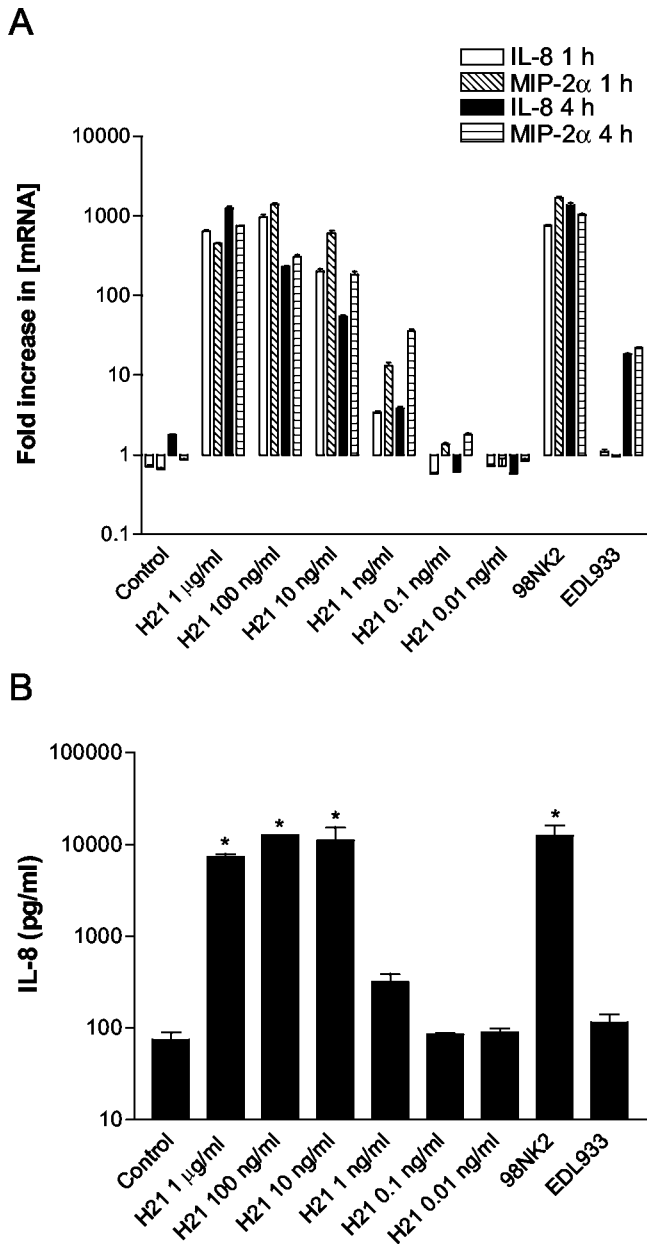 A
IL-8 1 h
MIP-2α 1 h
IL-8 4 h
MIP-2α 4 h
Fold increase in [mRNA]
10000
1000
100
10
1
0.1
Control
H21 1 μg/ml
H21 100 ng/ml
H21 10 ng/ml
H21 1 ng/ml
H21 0.1 ng/ml
H21 0.01 ng/ml
98NK2
EDL933
B
IL-8 (pg/ml)
100000
10000
1000
100
10
* * * *
Control
H21 1 μg/ml
H21 100 ng/ml
H21 10 ng/ml
H21 1 ng/ml
H21 0.1 ng/ml
H21 0.01 ng/ml
98NK2
EDL933